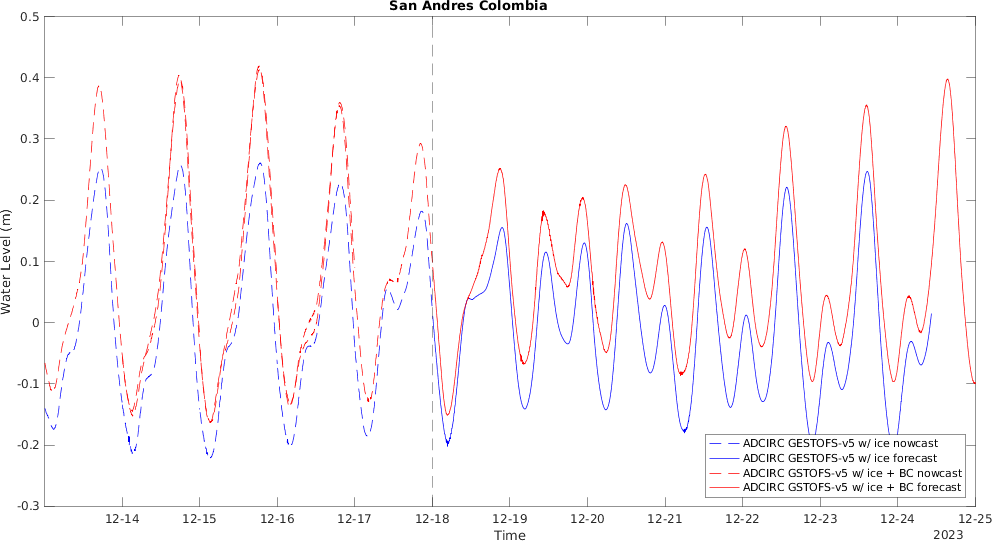 San Andres Colombia
0.5
0.4
0.3
0.2
0.1
0
-0.1
-0.2
-0.3
Water Level (m)
ADCIRC GESTOFS-v5 w/ ice nowcast
ADCIRC GESTOFS-v5 w/ ice forecast
ADCIRC GSTOFS-v5 w/ ice + BC nowcast
ADCIRC GSTOFS-v5 w/ ice + BC forecast
12-14 12-15 12-16 12-17 12-18 12-19 12-20 12-21 12-22 12-23 12-24 12-25
Time
2023